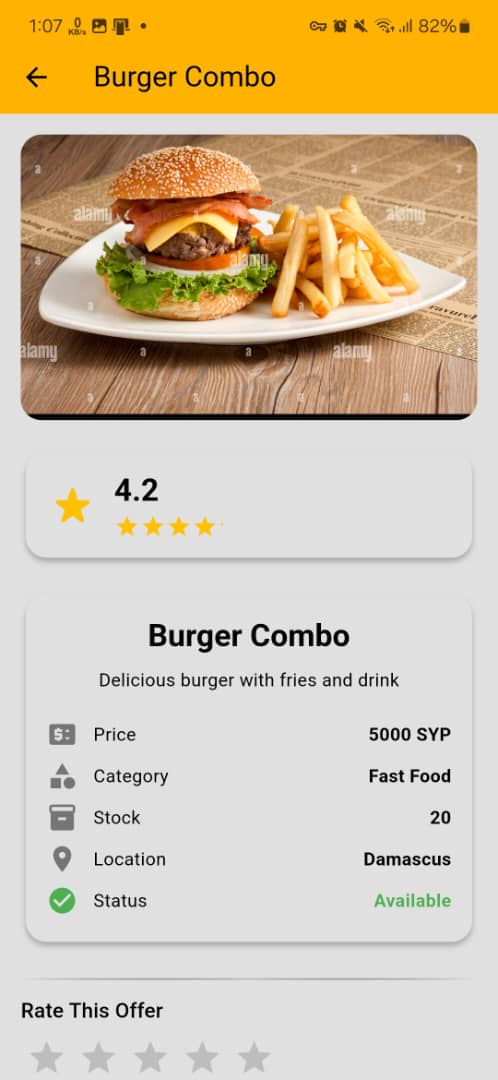 1:07 0 KB/s 82%
Burger Combo
a a a
alamy alamy
a a alamy a
a a a
alamy a alamy a
a a a
4.2
Burger Combo
Delicious burger with fries and drink
Price 5000 SYP
Category Fast Food
Stock 20
Location Damascus
Status Available
Rate This Offer